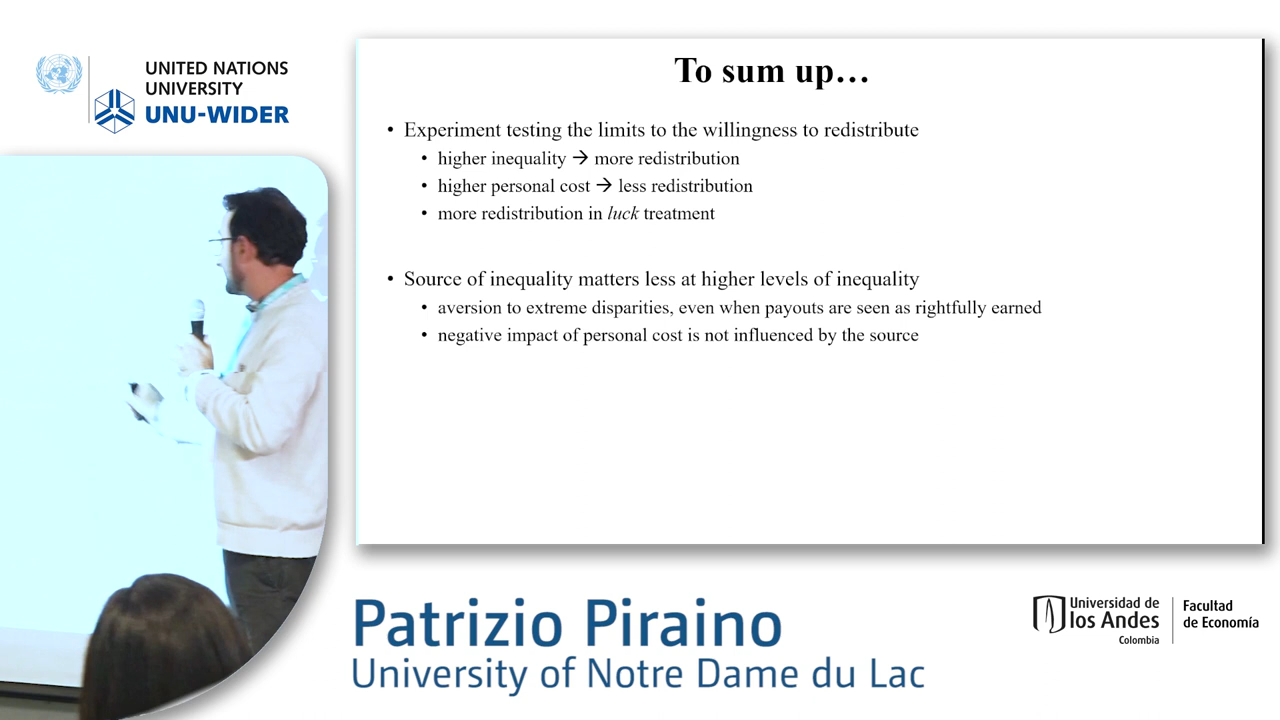 UNITED NATIONS
UNIVERSITY
UNU-WIDER
To sum up…
• Experiment testing the limits to the willingness to redistribute
• higher inequality → more redistribution
• higher personal cost → less redistribution
• more redistribution in luck treatment
• Source of inequality matters less at higher levels of inequality
• aversion to extreme disparities, even when payouts are seen as rightfully earned
• negative impact of personal cost is not influenced by the source
Patrizio Piraino
University of Notre Dame du Lac
Universidad de
los Andes
Colombia
Facultad
de Economía